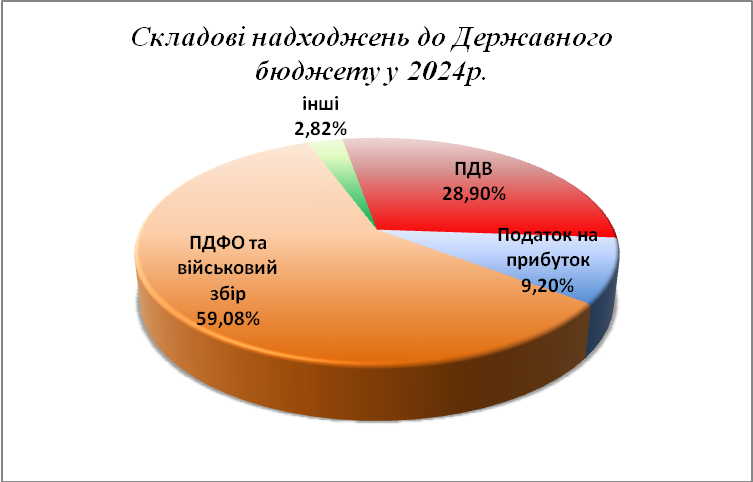 Складові надходжень до Державного
бюджету у 2024р.
інші
2,82%
ПДВ
28,90%
Податок на
прибуток
9,20%
ПДФО та
військовий
збір
59,08%